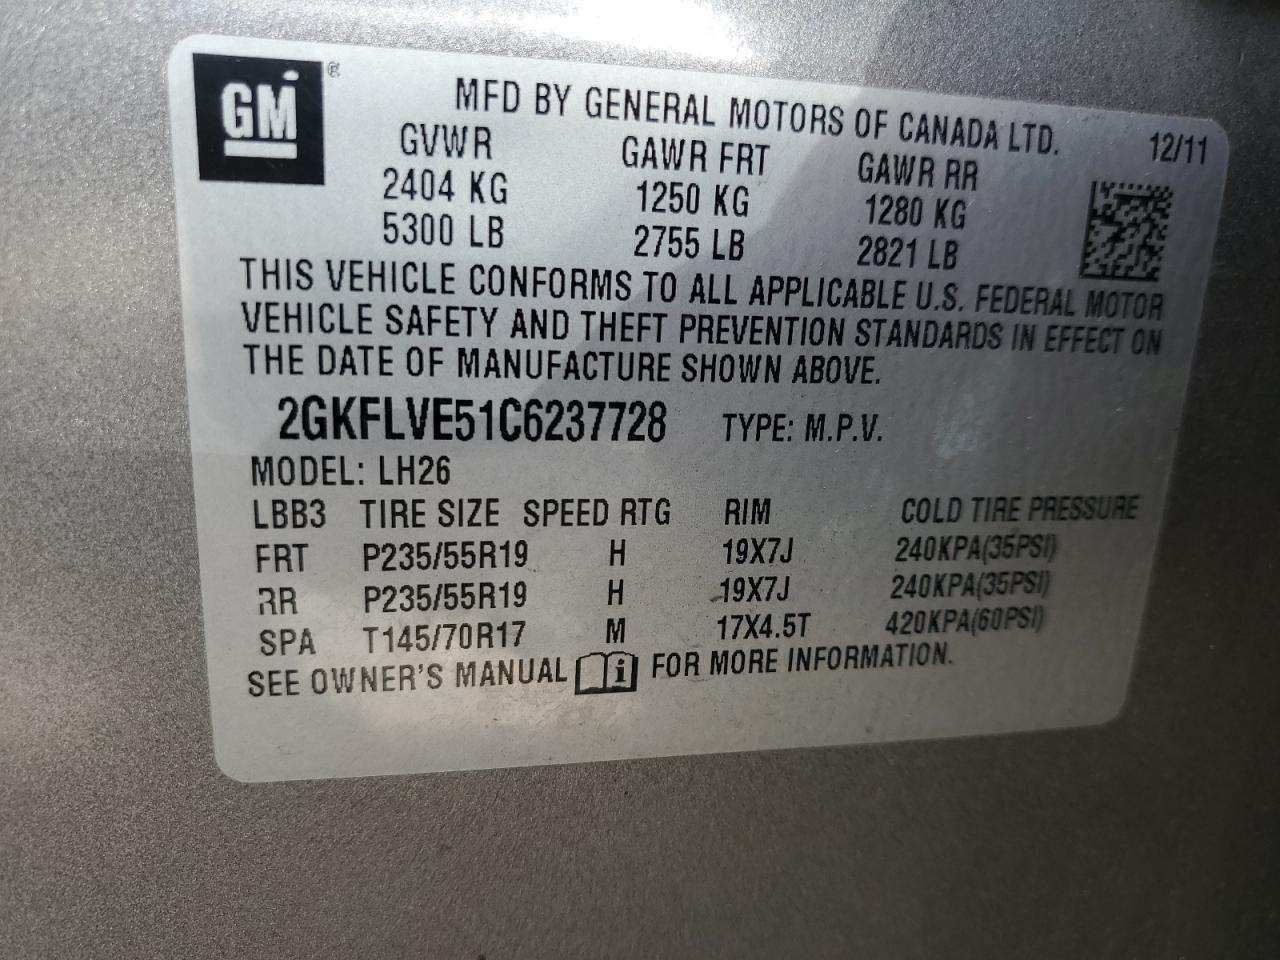 GM ®
MFD BY GENERAL MOTORS OF CANADA LTD.
12/11
GVWR GAWR FRT GAWR RR
2404 KG 1250 KG 1280 KG
5300 LB 2755 LB 2821 LB
THIS VEHICLE CONFORMS TO ALL APPLICABLE U.S. FEDERAL MOTOR
VEHICLE SAFETY AND THEFT PREVENTION STANDARDS IN EFFECT ON
THE DATE OF MANUFACTURE SHOWN ABOVE.
2GKFLVE51C6237728 TYPE: M.P.V.
MODEL: LH26
LBB3 TIRE SIZE SPEED RTG RIM COLD TIRE PRESSURE
FRT P235/55R19 H 19X7J 240KPA(35PSI)
RR P235/55R19 H 19X7J 240KPA(35PSI)
SPA T145/70R17 M 17X4.5T 420KPA(60PSI)
SEE OWNER'S MANUAL i FOR MORE INFORMATION.